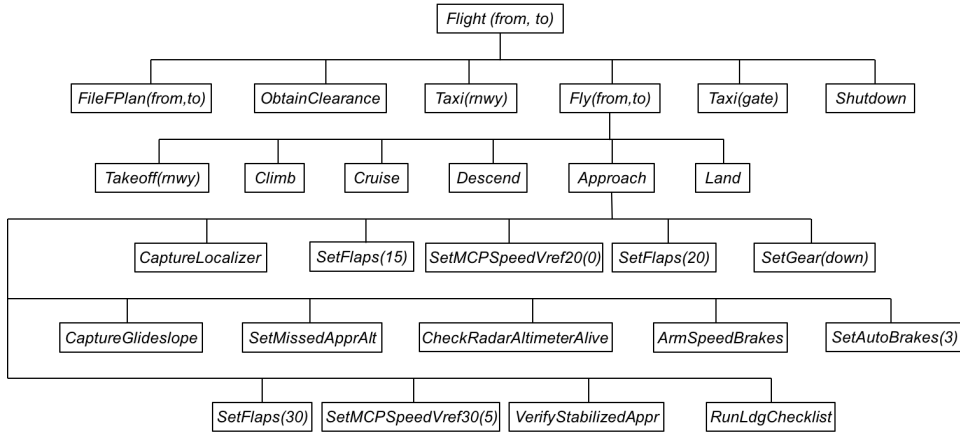 Flight (from, to)
FileFPlan(from,to) ObtainClearance Taxi(rnwy) Fly(from,to) Taxi(gate) Shutdown
Takeoff(rnwy) Climb Cruise Descend Approach Land
CaptureLocalizer SetFlaps(15) SetMCPSpeedVref20(0) SetFlaps(20) SetGear(down)
CaptureGlideslope SetMissedApprAlt CheckRadarAltimeterAlive ArmSpeedBrakes SetAutoBrakes(3)
SetFlaps(30) SetMCPSpeedVref30(5) VerifyStabilizedAppr RunLdgChecklist